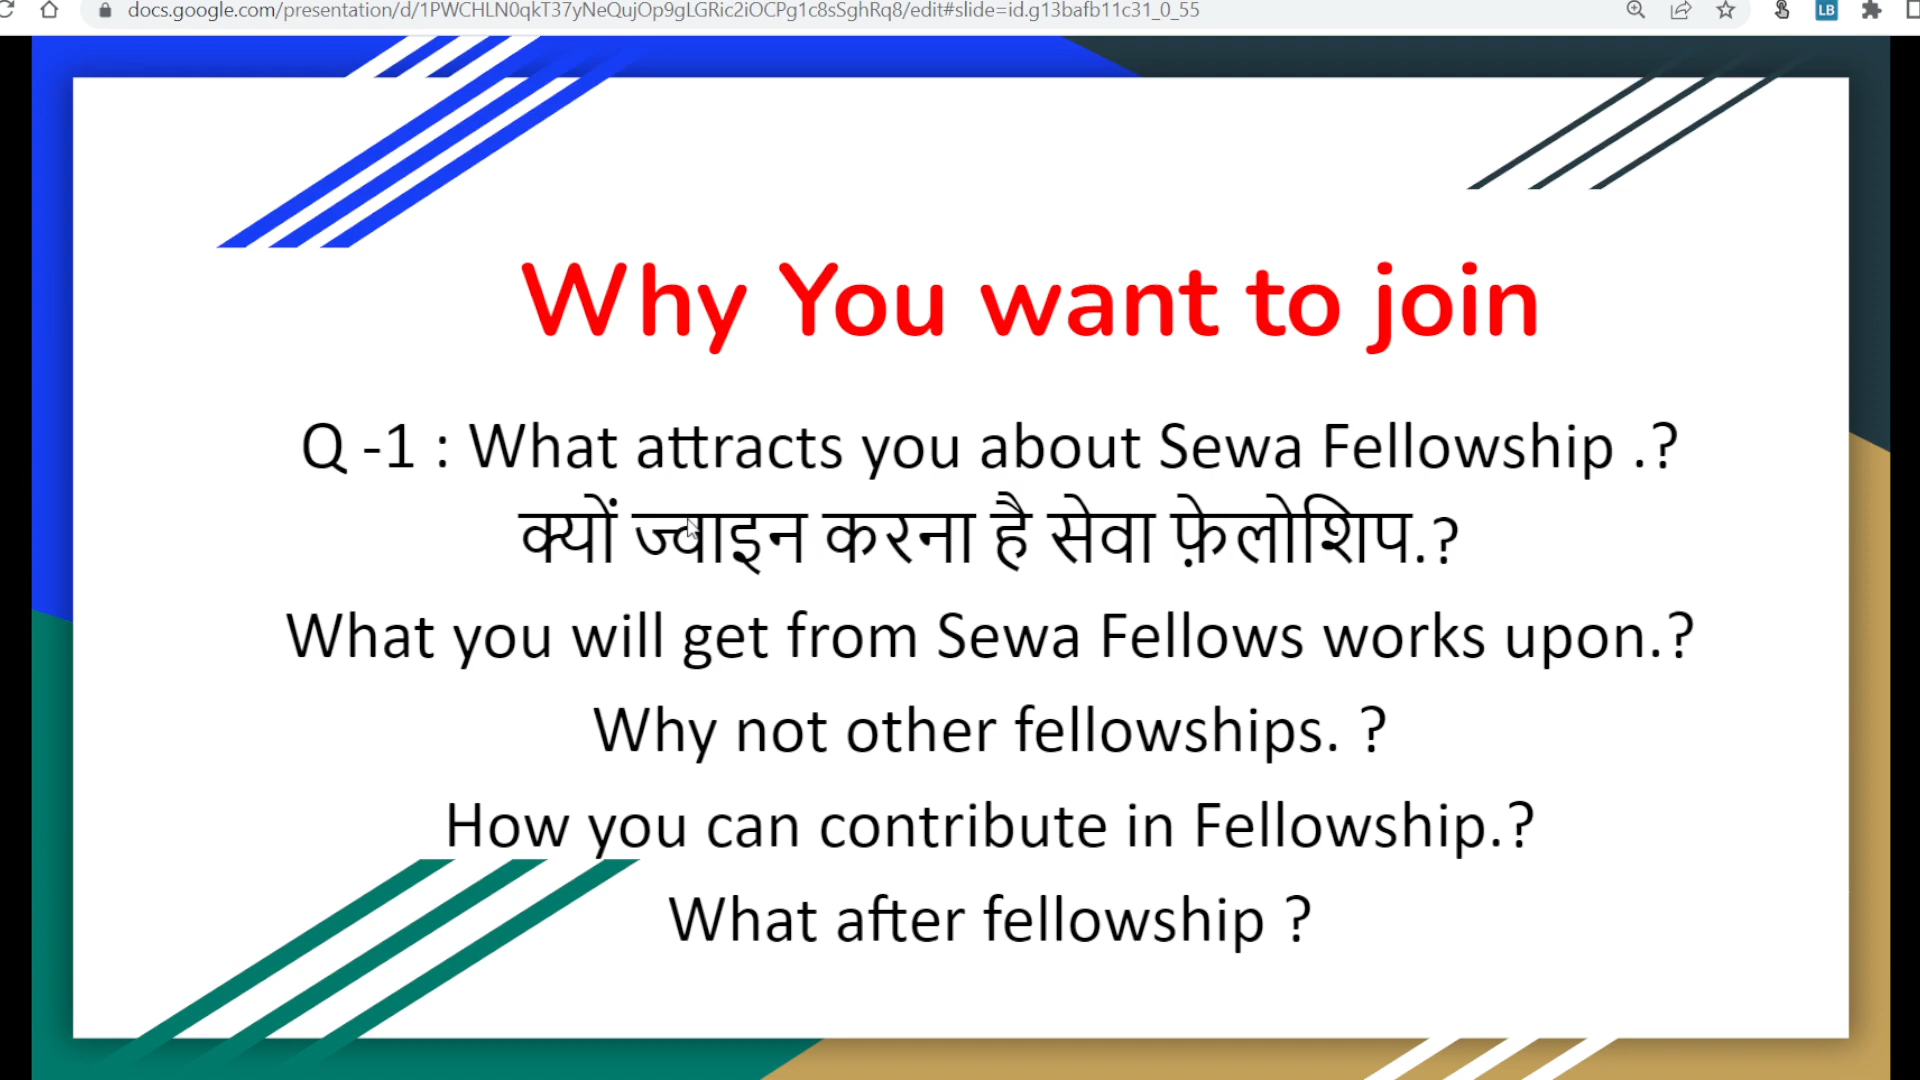 docs.google.com/presentation/d/1PWCHLN0qkT37yNeQujOp9gLGRic2iOCPg1c8sSghRq8/edit#slide=id.g13bafb11c31_0_55
LB
Why You want to join
Q -1 : What attracts you about Sewa Fellowship .?
क्यों ज्वाइन करना है सेवा फ़ेलोशिप.?
What you will get from Sewa Fellows works upon.?
Why not other fellowships. ?
How you can contribute in Fellowship.?
What after fellowship ?